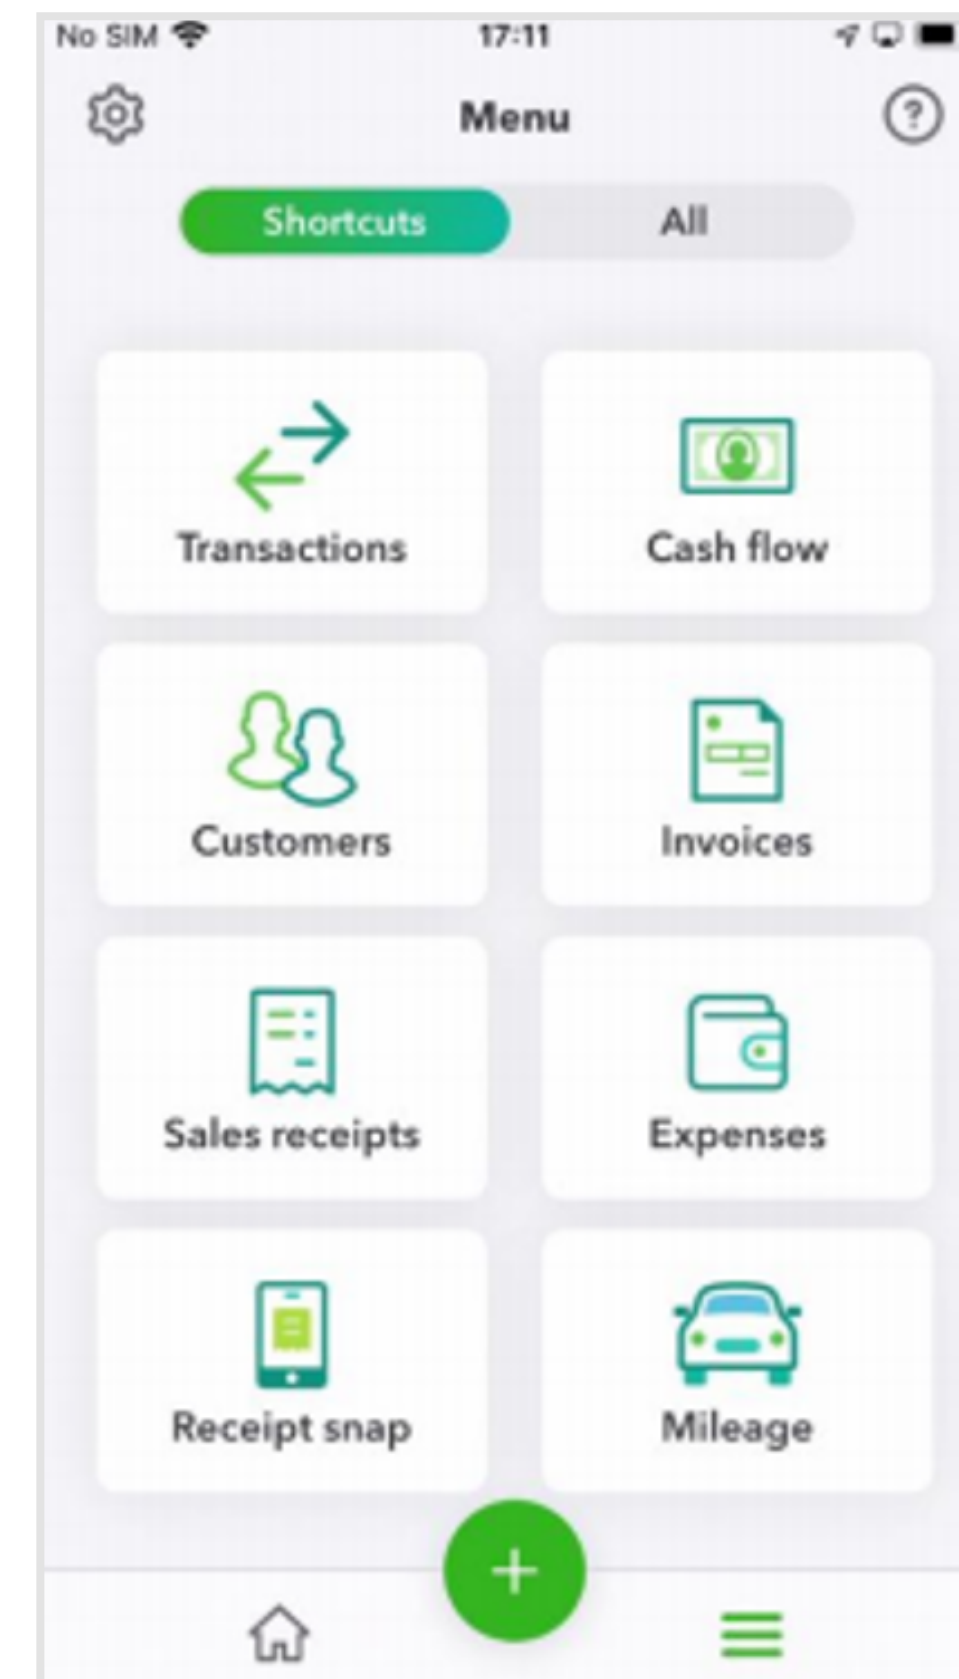 No SIM 17:11
Menu
Shortcuts All
Transactions Cash flow
Customers Invoices
Sales receipts Expenses
Receipt snap Mileage